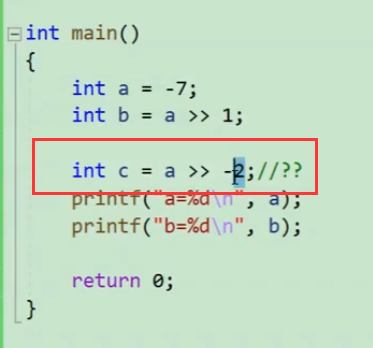 int main()
{
int a = -7;
int b = a >> 1;
int c = a >> -2;//??
printf("a=%d\n", a);
printf("b=%d\n", b);
return 0;
}